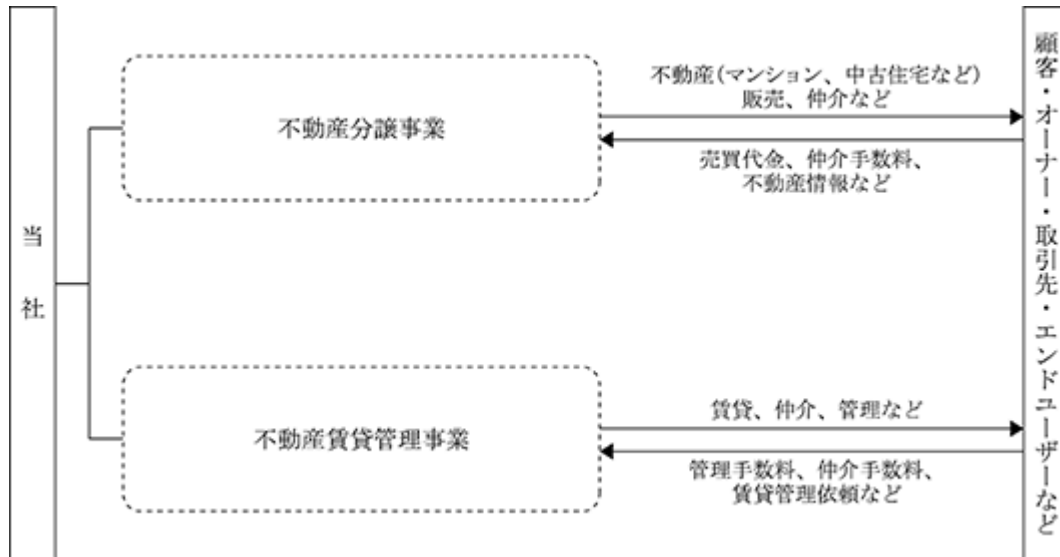 当社
不動産分譲事業
不動産(マンション、中古住宅など)
販売、仲介など
売買代金、仲介手数料、
不動産情報など
不動産賃貸管理事業
賃貸、仲介、管理など
管理手数料、仲介手数料、
賃貸管理依頼など
顧客・オーナー・取引先・エンドユーザーなど